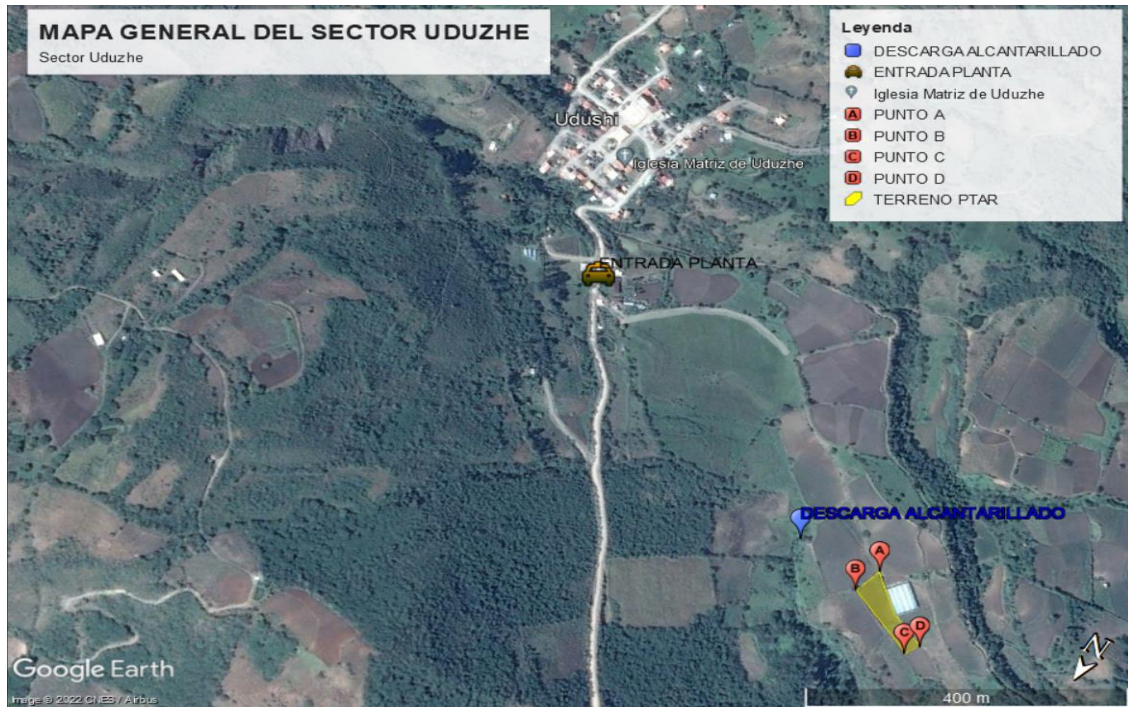 MAPA GENERAL DEL SECTOR UDUZHE
Sector Uduzhe
Leyenda
DESCARGA ALCANTARILLADO
ENTRADA PLANTA
Iglesia Matriz de Uduzhe
A PUNTO A
B PUNTO B
C PUNTO C
D PUNTO D
TERRENO PTAR
Udushi
Iglesia Matriz de Uduzhe
ENTRADA PLANTA
DESCARGA ALCANTARILLADO
A
B
C
D
N
Google Earth
Image © 2022 CNES / Airbus
400 m